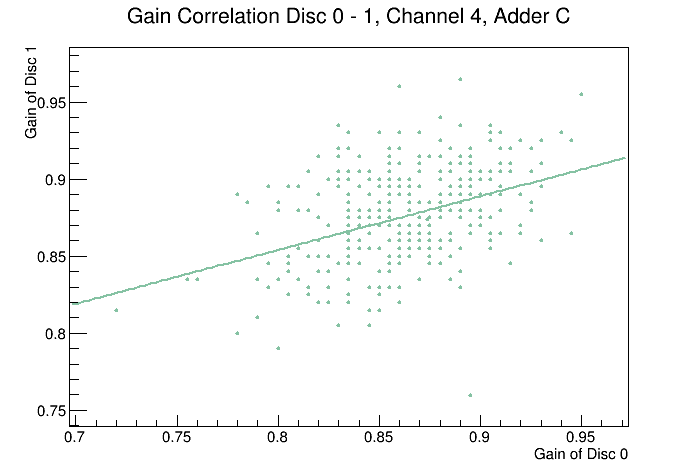 Gain Correlation Disc 0 - 1, Channel 4, Adder C
Gain of Disc 1
0.95
0.9
0.85
0.8
0.75
0.7 0.75 0.8 0.85 0.9 0.95
Gain of Disc 0